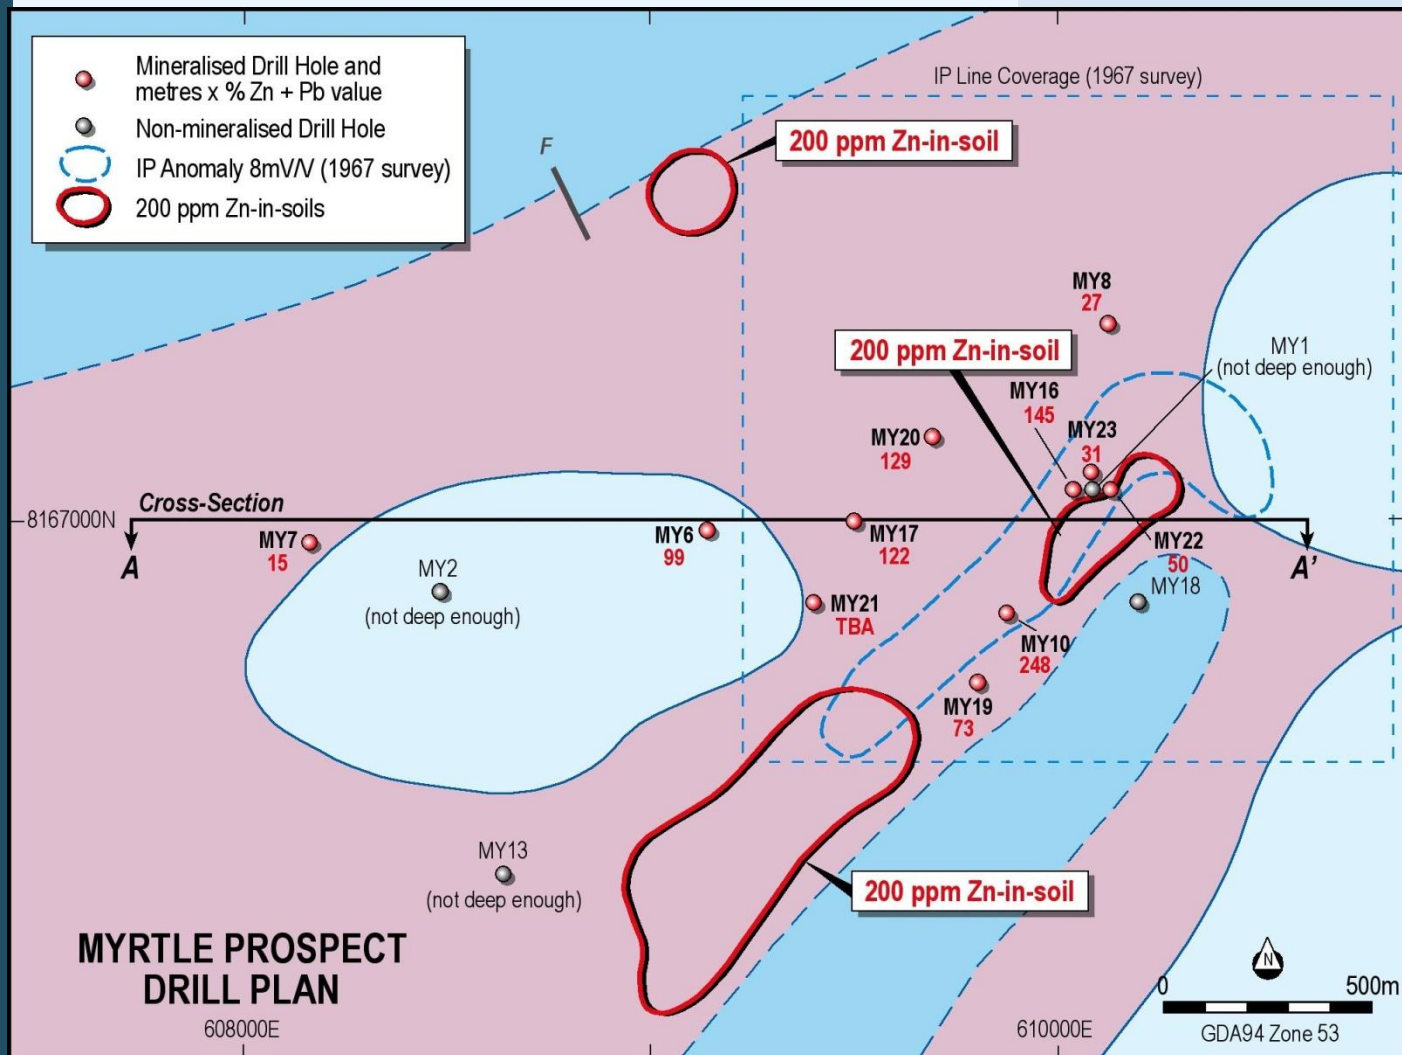 Mineralised Drill Hole and
metres x % Zn + Pb value
Non-mineralised Drill Hole
IP Anomaly 8mV/V (1967 survey)
200 ppm Zn-in-soils
IP Line Coverage (1967 survey)
200 ppm Zn-in-soil
F
MY8
27
200 ppm Zn-in-soil
MY1
(not deep enough)
MY16
145
MY23
31
MY20
129
Cross-Section
8167000N
A
MY7
15
MY2
(not deep enough)
MY6
99
MY17
122
MY22
50
A'
MY18
MY21
TBA
MY10
248
MY19
73
MY13
(not deep enough)
200 ppm Zn-in-soil
MYRTLE PROSPECT
DRILL PLAN
608000E
610000E
N
0 500m
GDA94 Zone 53